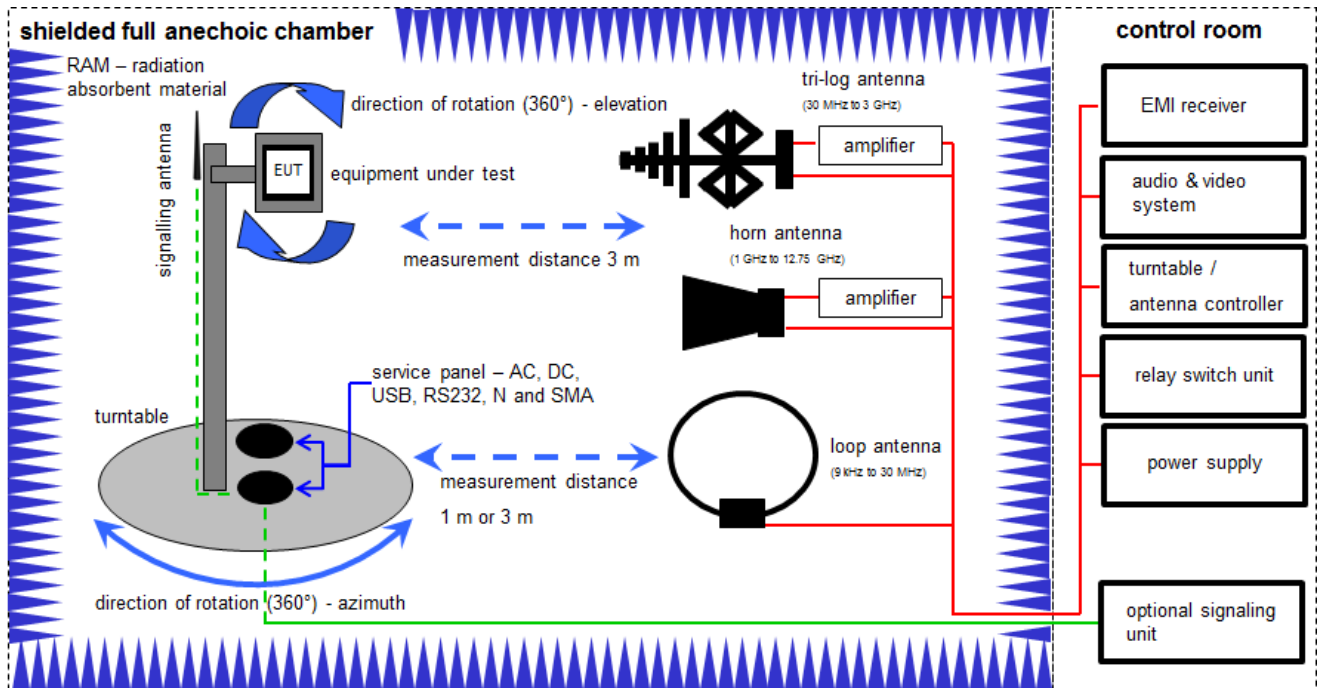 shielded full anechoic chamber
control room
RAM – radiation
absorbent material
signalling antenna
direction of rotation (360°) - elevation
EUT
equipment under test
tri-log antenna
(30 MHz to 3 GHz)
amplifier
measurement distance 3 m
horn antenna
(1 GHz to 12.75 GHz)
amplifier
service panel – AC, DC,
USB, RS232, N and SMA
turntable
loop antenna
(9 kHz to 30 MHz)
measurement distance
1 m or 3 m
direction of rotation (360°) - azimuth
EMI receiver
audio & video
system
turntable /
antenna controller
relay switch unit
power supply
optional signaling
unit